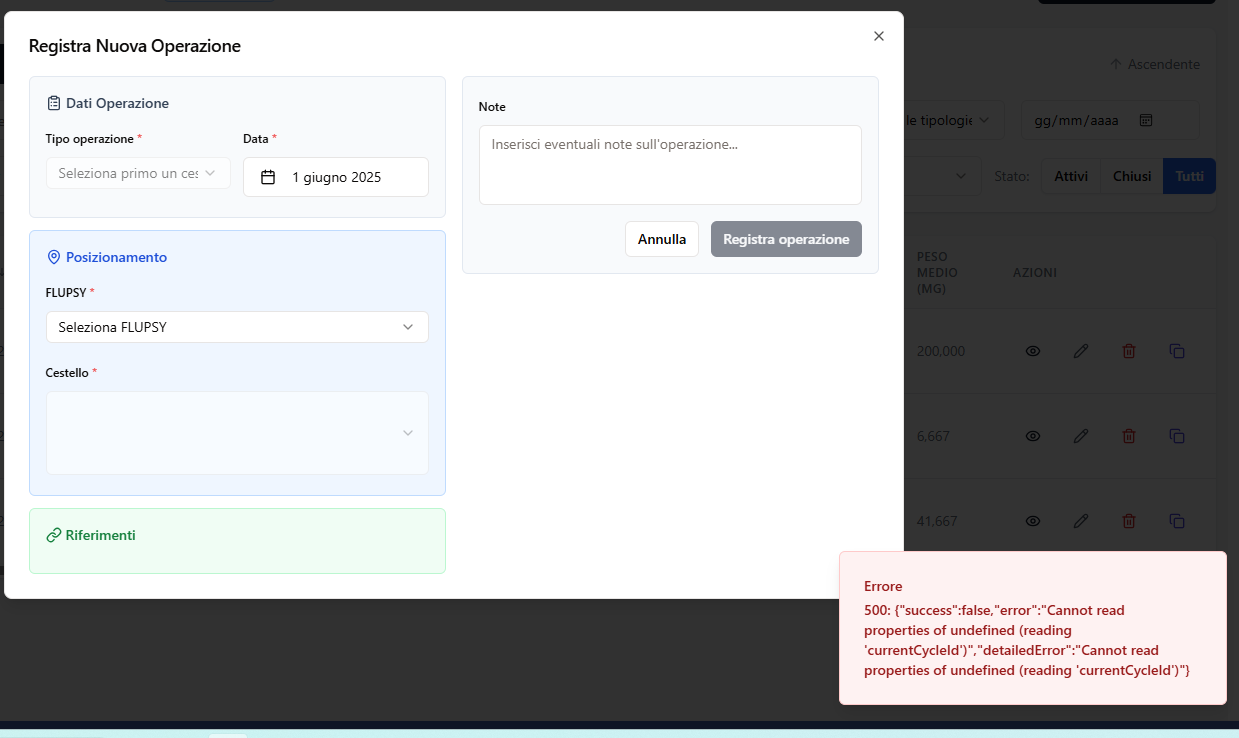 Registra Nuova Operazione
Dati Operazione
Tipo operazione *
Data *
Seleziona primo un ces
1 giugno 2025
Posizionamento
FLUPSY *
Seleziona FLUPSY
Cestello *
Riferimenti
Note
Inserisci eventuali note sull'operazione...
Annulla
Registra operazione
Ascendente
le tipologie
gg/mm/aaaa
Stato:
Attivi
Chiusi
Tutti
PESO
MEDIO
(MG)
AZIONI
200,000
6,667
41,667
Errore
500: {"success":false,"error":"Cannot read
properties of undefined (reading
'currentCycleId')","detailedError":"Cannot read
properties of undefined (reading 'currentCycleId')"}